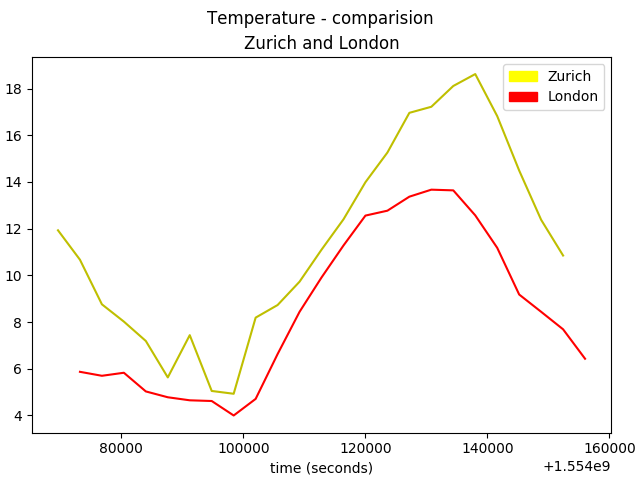 Temperature - comparision
Zurich and London
Zurich
London
18
16
14
12
10
8
6
4
80000 100000 120000 140000 160000
time (seconds)
+1.554e9